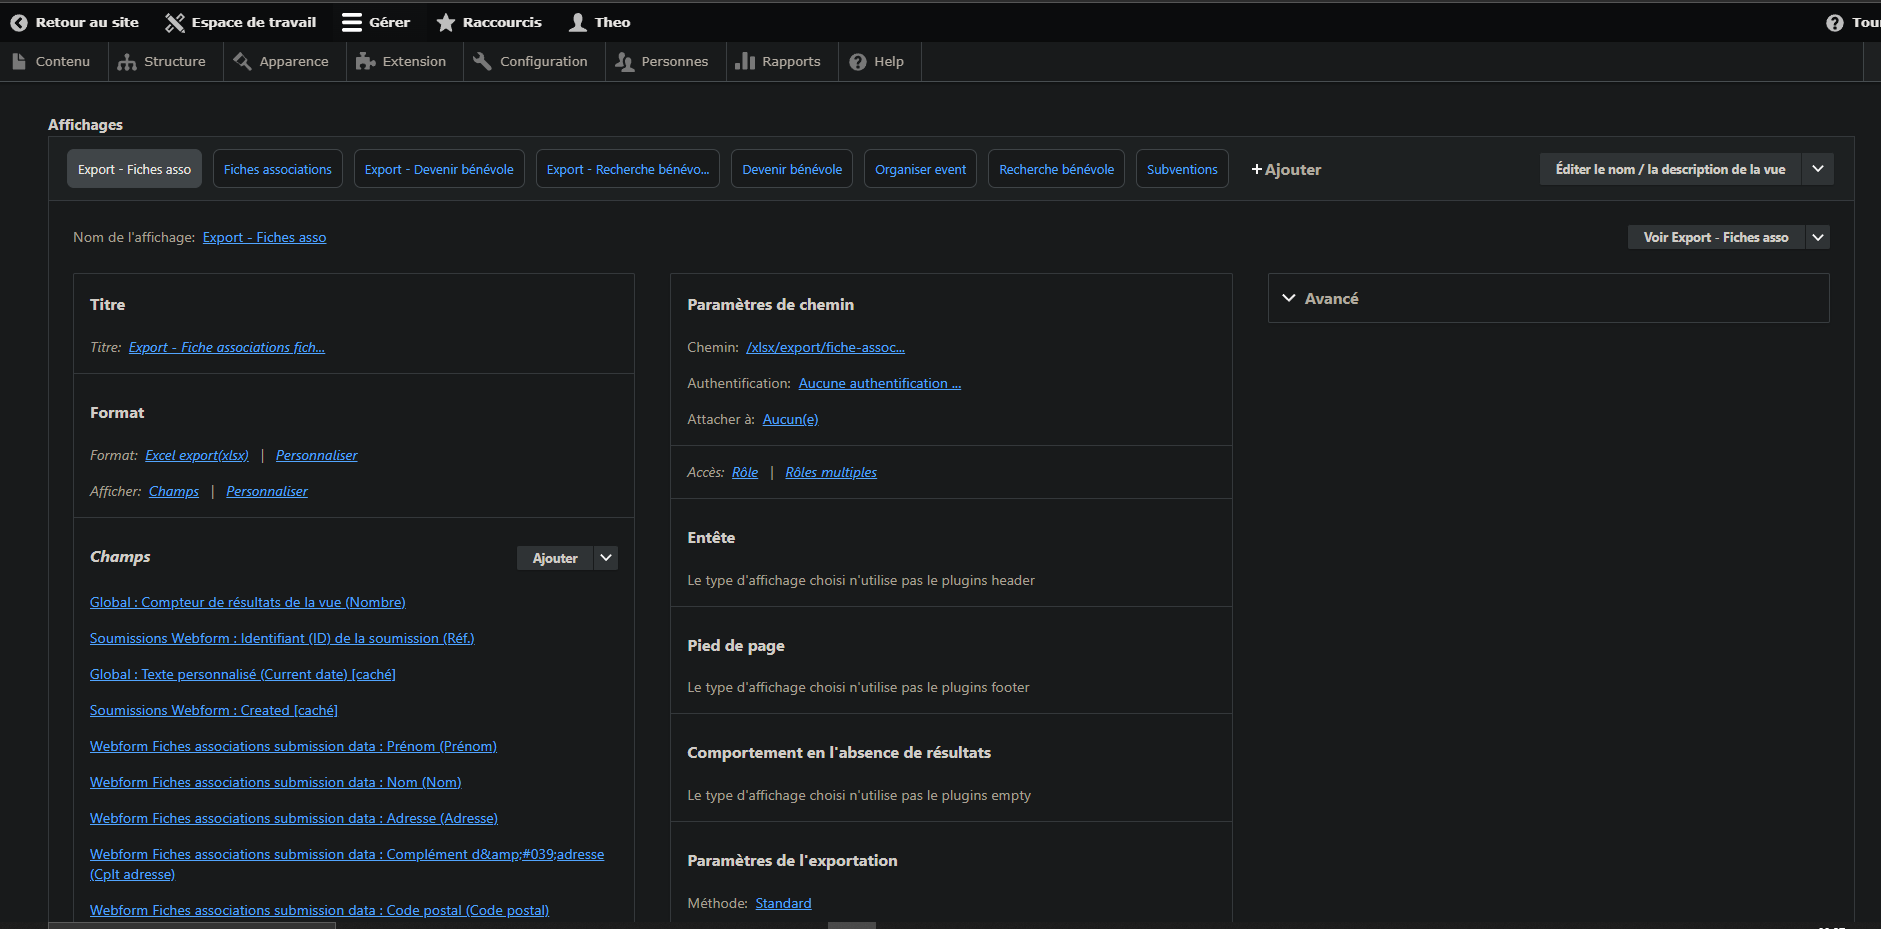 Retour au site
Espace de travail
Gérer
Raccourcis
Theo
Contenu
Structure
Apparence
Extension
Configuration
Personnes
Rapports
Help
Affichages
Export - Fiches asso
Fiches associations
Export - Devenir bénévole
Export - Recherche bénévo...
Devenir bénévole
Organiser event
Recherche bénévole
Subventions
+Ajouter
Éditer le nom / la description de la vue
Nom de l'affichage: Export - Fiches asso
Voir Export - Fiches asso
Titre
Titre: Export - Fiche associations fich...
Format
Format: Excel export(xlsx) | Personnaliser
Afficher: Champs | Personnaliser
Champs
Ajouter
Global : Compteur de résultats de la vue (Nombre)
Soumissions Webform : Identifiant (ID) de la soumission (Réf.)
Global : Texte personnalisé (Current date) [caché]
Soumissions Webform : Created [caché]
Webform Fiches associations submission data : Prénom (Prénom)
Webform Fiches associations submission data : Nom (Nom)
Webform Fiches associations submission data : Adresse (Adresse)
Webform Fiches associations submission data : Complément d&amp;#039;adresse
(Cplt adresse)
Webform Fiches associations submission data : Code postal (Code postal)
Paramètres de chemin
Chemin: /xlsx/export/fiche-assoc...
Authentification: Aucune authentification ...
Attacher à: Aucun(e)
Accès: Rôle | Rôles multiples
Entête
Le type d'affichage choisi n'utilise pas le plugins header
Pied de page
Le type d'affichage choisi n'utilise pas le plugins footer
Comportement en l'absence de résultats
Le type d'affichage choisi n'utilise pas le plugins empty
Paramètres de l'exportation
Méthode: Standard
Avancé